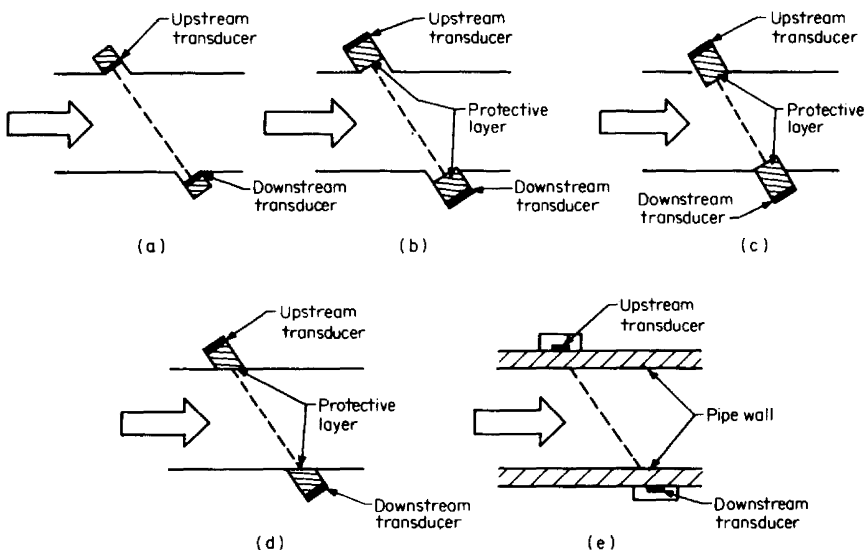 Upstream
transducer
Downstream
transducer
(a)
Upstream
transducer
Protective
layer
Downstream
transducer
(b)
Upstream
transducer
Protective
layer
Downstream
transducer
(c)
Upstream
transducer
Protective
layer
Downstream
transducer
(d)
Upstream
transducer
Pipe wall
Downstream
transducer
(e)